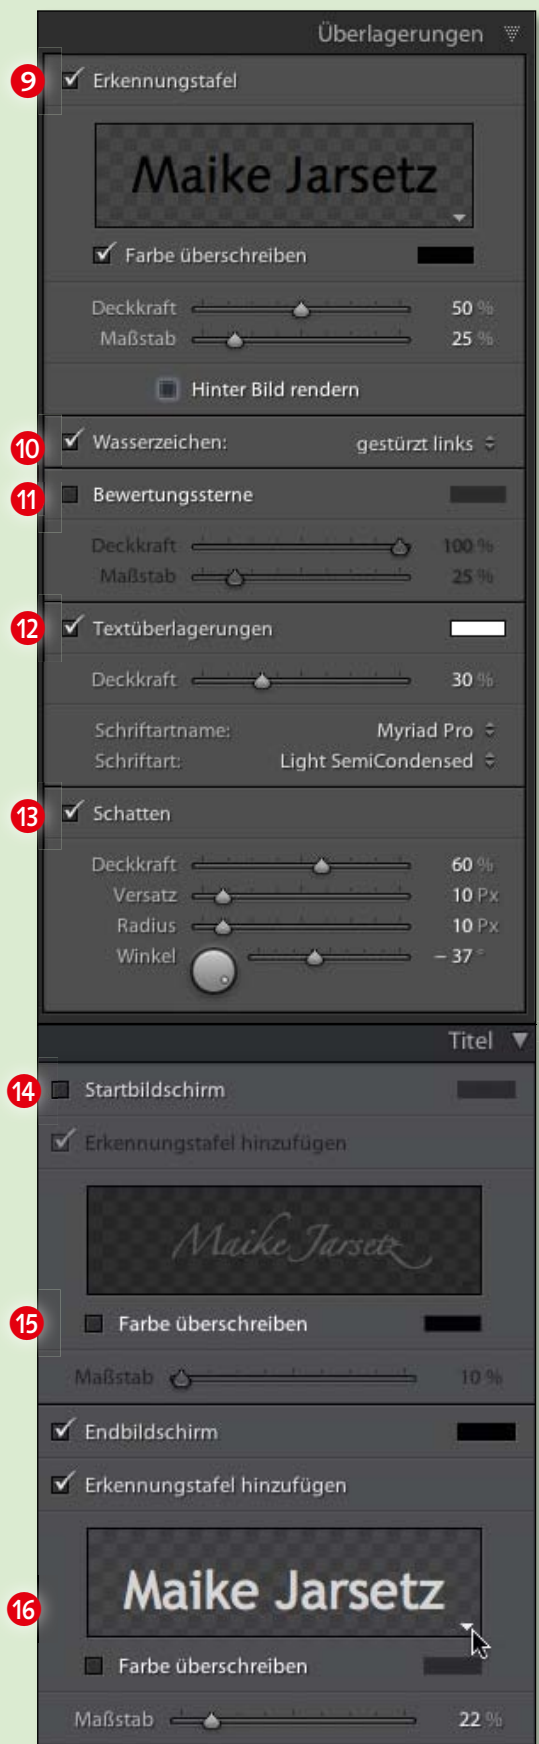 Überlagerungen
9 Erkennungstafel
Maike Jarsetz
Farbe überschreiben
Deckkraft 50 %
Maßstab 25 %
Hinter Bild rendern
10 Wasserzeichen: gestürzt links
11 Bewertungssterne
Deckkraft 100 %
Maßstab 25 %
12 Textüberlagerungen
Deckkraft 30 %
Schriftartname: Myriad Pro
Schriftart: Light SemiCondensed
13 Schatten
Deckkraft 60 %
Versatz 10 Px
Radius 10 Px
Winkel – 37 °
Titel
14 Startbildschirm
Erkennungstafel hinzufügen
Maike Jarsetz
15 Farbe überschreiben
Maßstab 10 %
Endbildschirm
Erkennungstafel hinzufügen
16 Maike Jarsetz
Farbe überschreiben
Maßstab 22 %